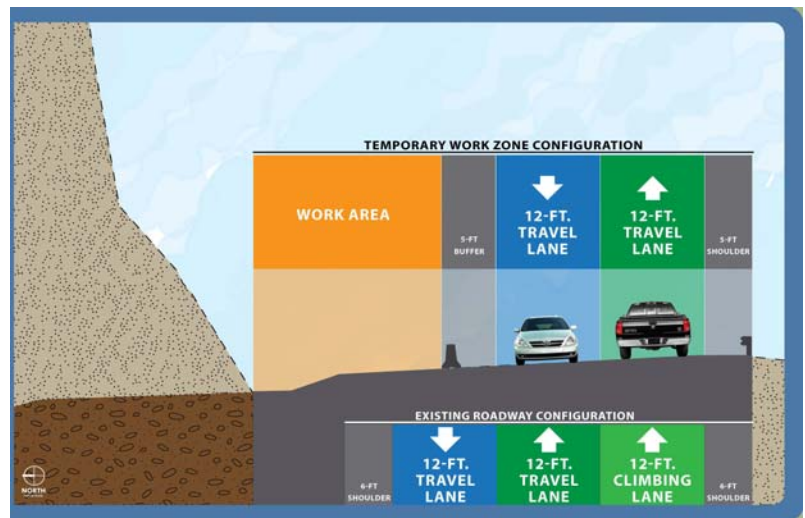 TEMPORARY WORK ZONE CONFIGURATION
WORK AREA
5-FT
BUFFER
12-FT.
TRAVEL
LANE
12-FT.
TRAVEL
LANE
5-FT
SHOULDER
EXISTING ROADWAY CONFIGURATION
6-FT
SHOULDER
12-FT.
TRAVEL
LANE
12-FT.
TRAVEL
LANE
12-FT.
CLIMBING
LANE
6-FT
SHOULDER
NORTH